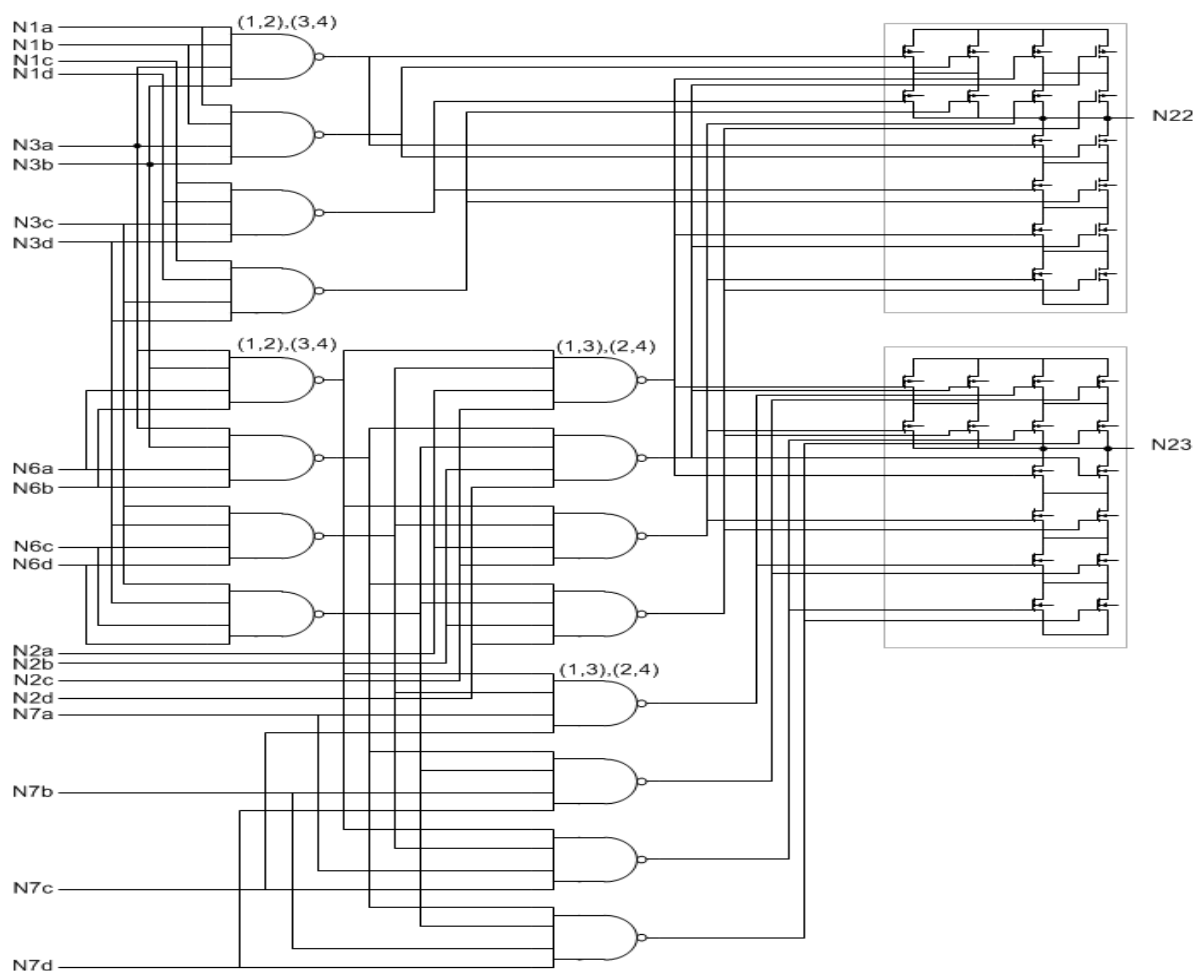 (1,2),(3,4)
N1a
N1b
N1c
N1d
N3a
N3b
N3c
N3d
N22
(1,2),(3,4)
(1,3),(2,4)
N6a
N6b
N6c
N6d
N23
N2a
N2b
N2c
N2d
N7a
(1,3),(2,4)
N7b
N7c
N7d